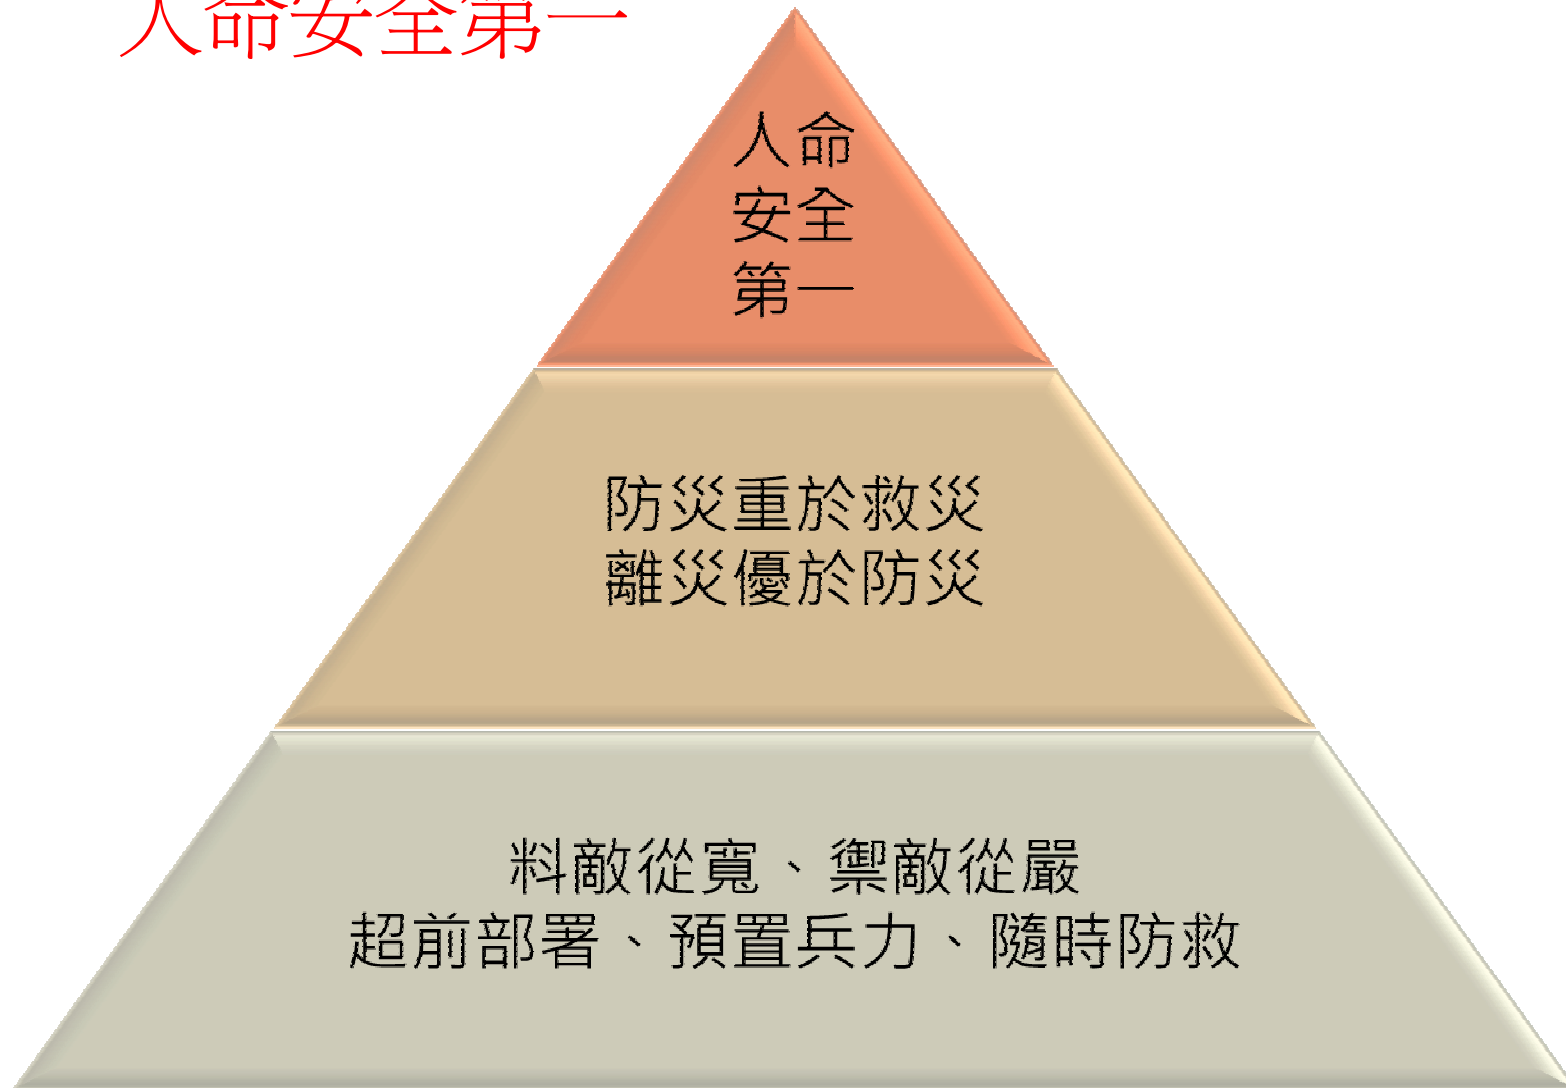 人命安全第一
人命
安全
第一
防災重於救災
離災優於防災
料敵從寬、禦敵從嚴
超前部署、預置兵力、隨時防救